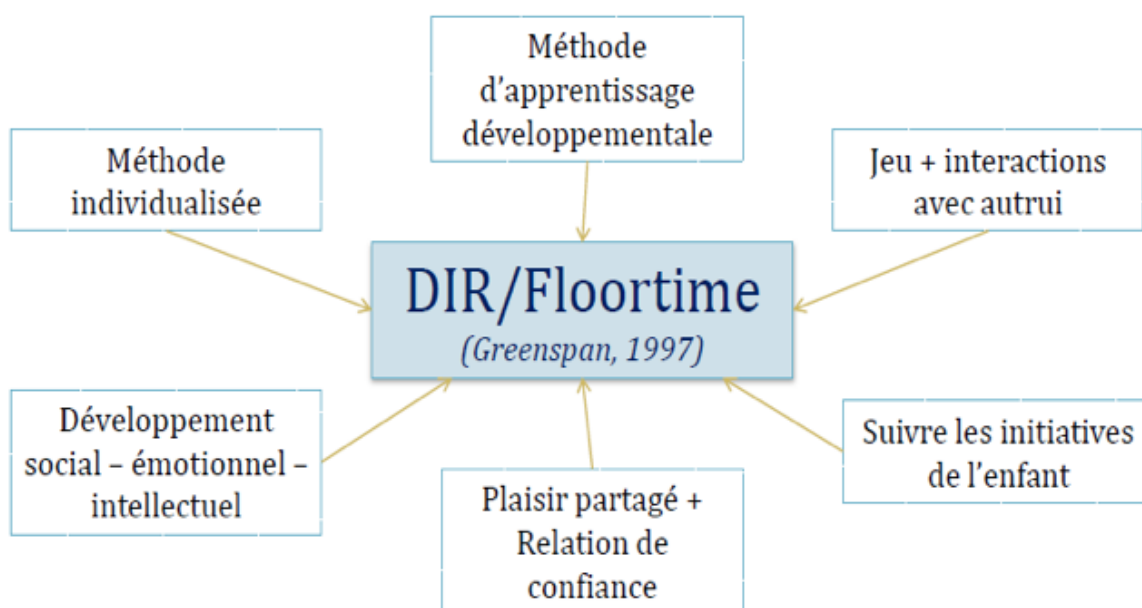 Méthode
d’apprentissage
développementale
Méthode
individualisée
Jeu + interactions
avec autrui
DIR/Floortime
(Greenspan, 1997)
Développement
social – émotionnel –
intellectuel
Plaisir partagé +
Relation de
confiance
Suivre les initiatives
de l’enfant